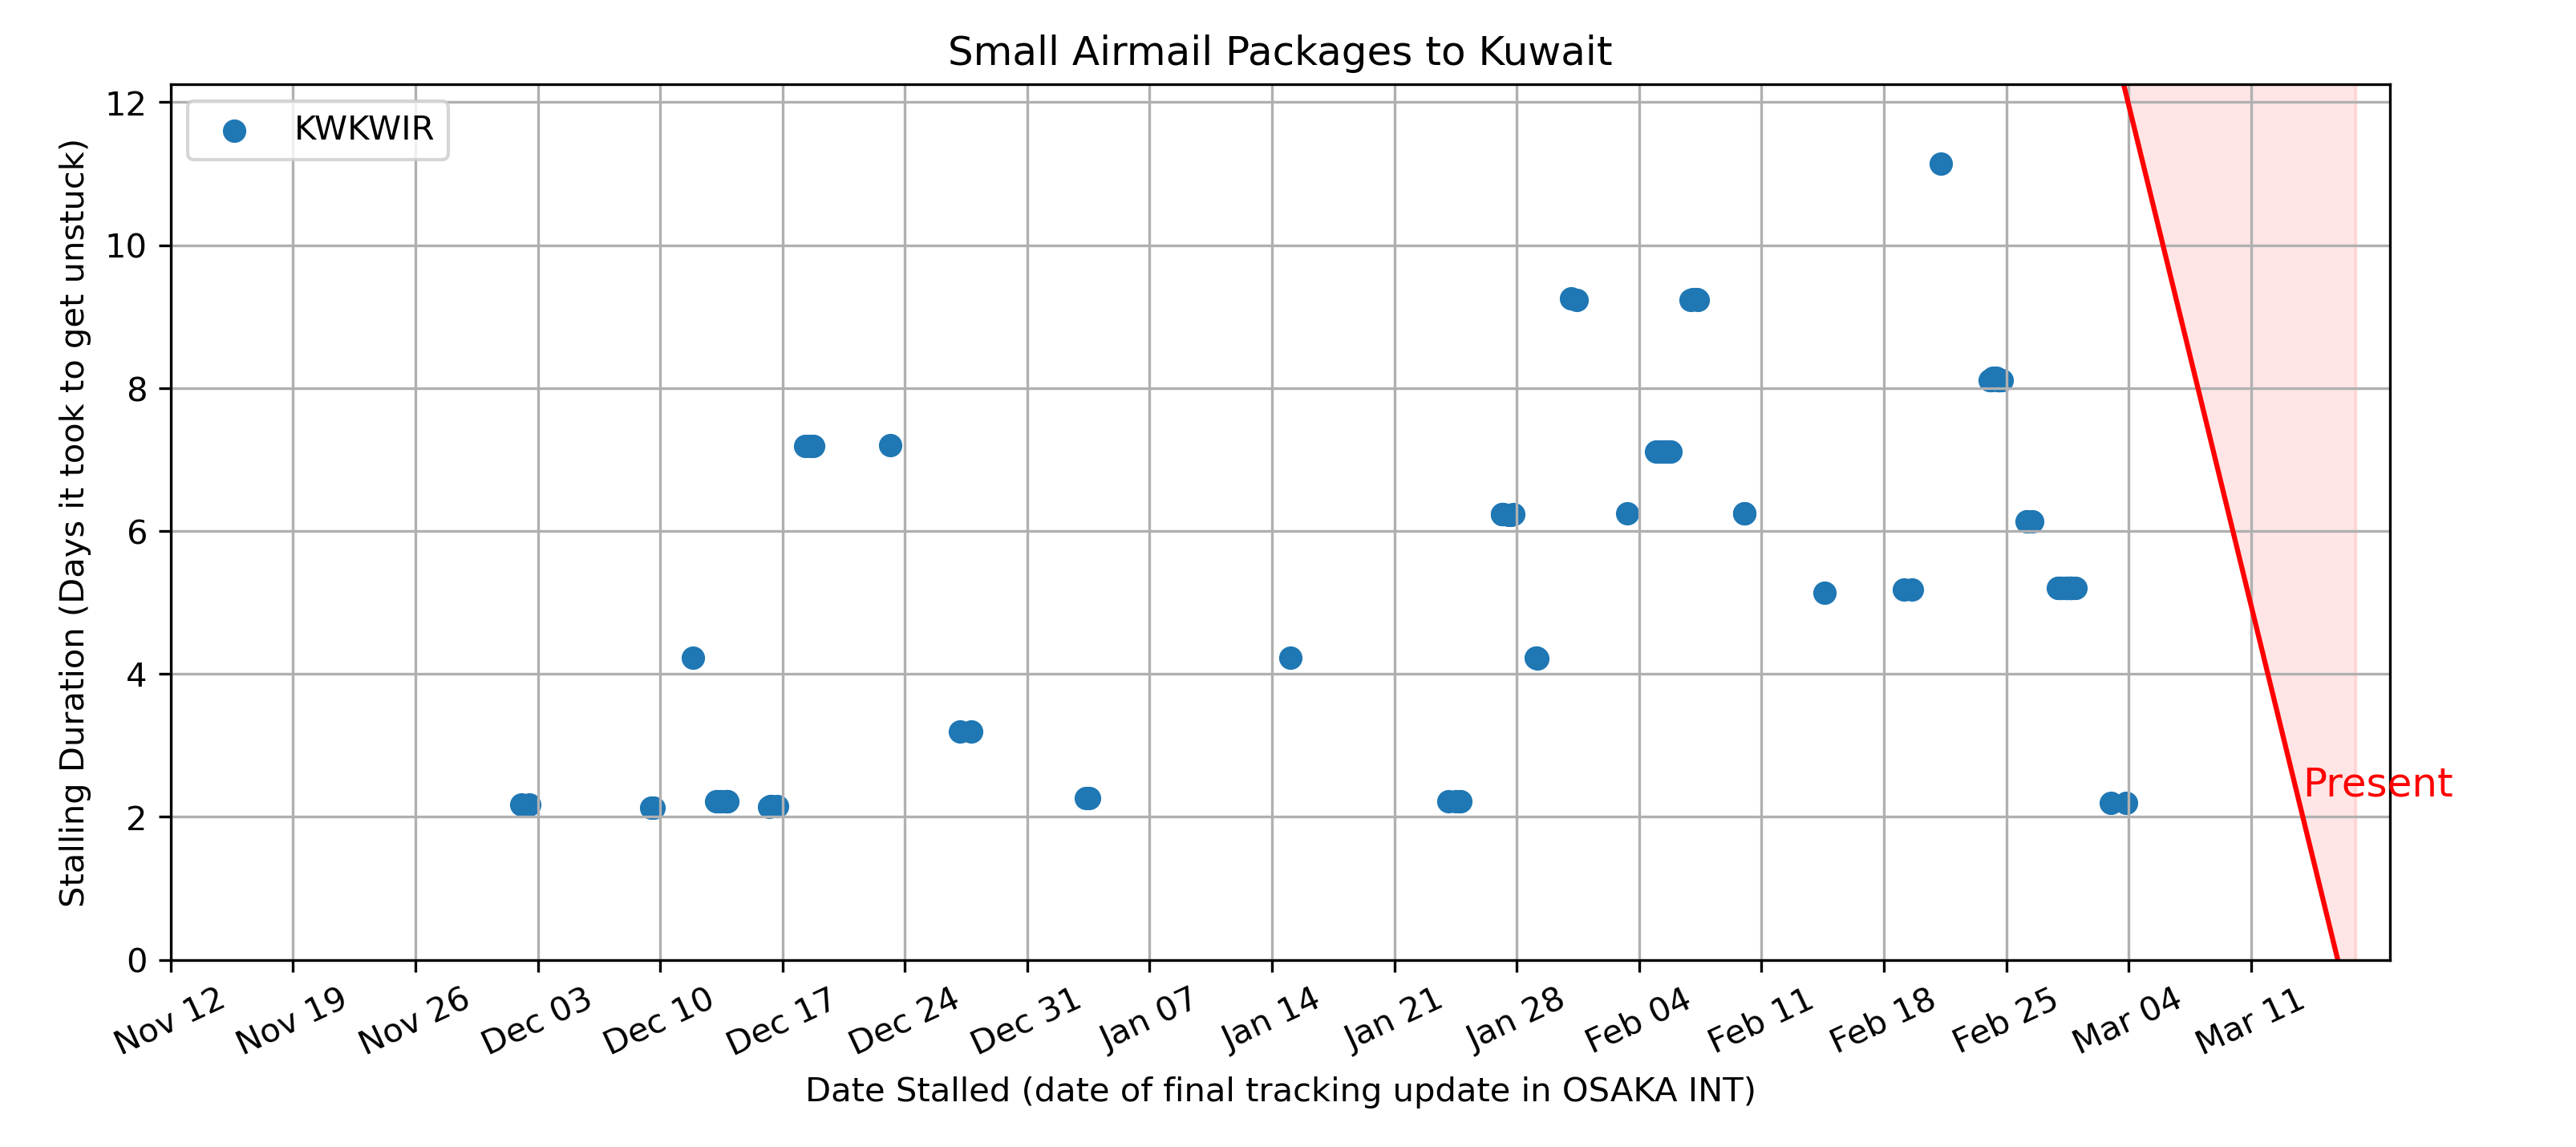 Small Airmail Packages to Kuwait
KWKWIR
Stalling Duration (Days it took to get unstuck)
12
10
8
6
4
2
0
Present
Nov 12 Nov 19 Nov 26 Dec 03 Dec 10 Dec 17 Dec 24 Dec 31 Jan 07 Jan 14 Jan 21 Jan 28 Feb 04 Feb 11 Feb 18 Feb 25 Mar 04 Mar 11
Date Stalled (date of final tracking update in OSAKA INT)